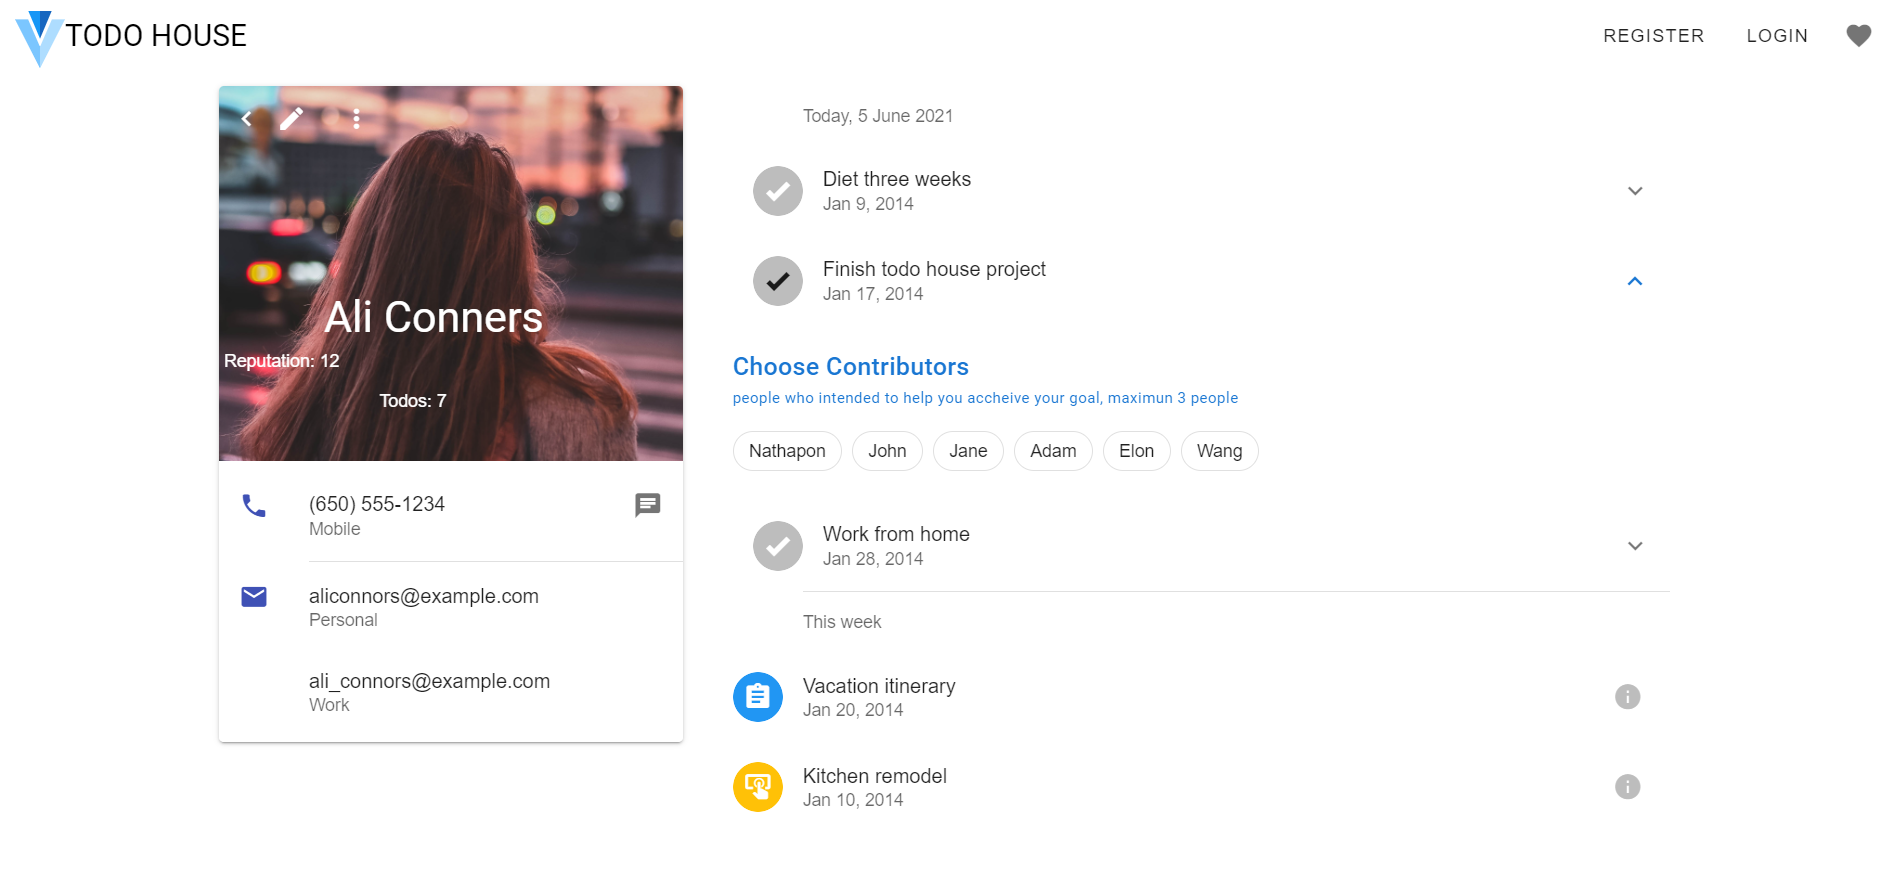 TODO HOUSE
REGISTER
LOGIN
Ali Conners
Reputation: 12
Todos: 7
(650) 555-1234
Mobile
aliconnors@example.com
Personal
ali_connors@example.com
Work
Today, 5 June 2021
Diet three weeks
Jan 9, 2014
Finish todo house project
Jan 17, 2014
Choose Contributors
people who intended to help you accheive your goal, maximun 3 people
Nathapon John Jane Adam Elon Wang
Work from home
Jan 28, 2014
This week
Vacation itinerary
Jan 20, 2014
Kitchen remodel
Jan 10, 2014